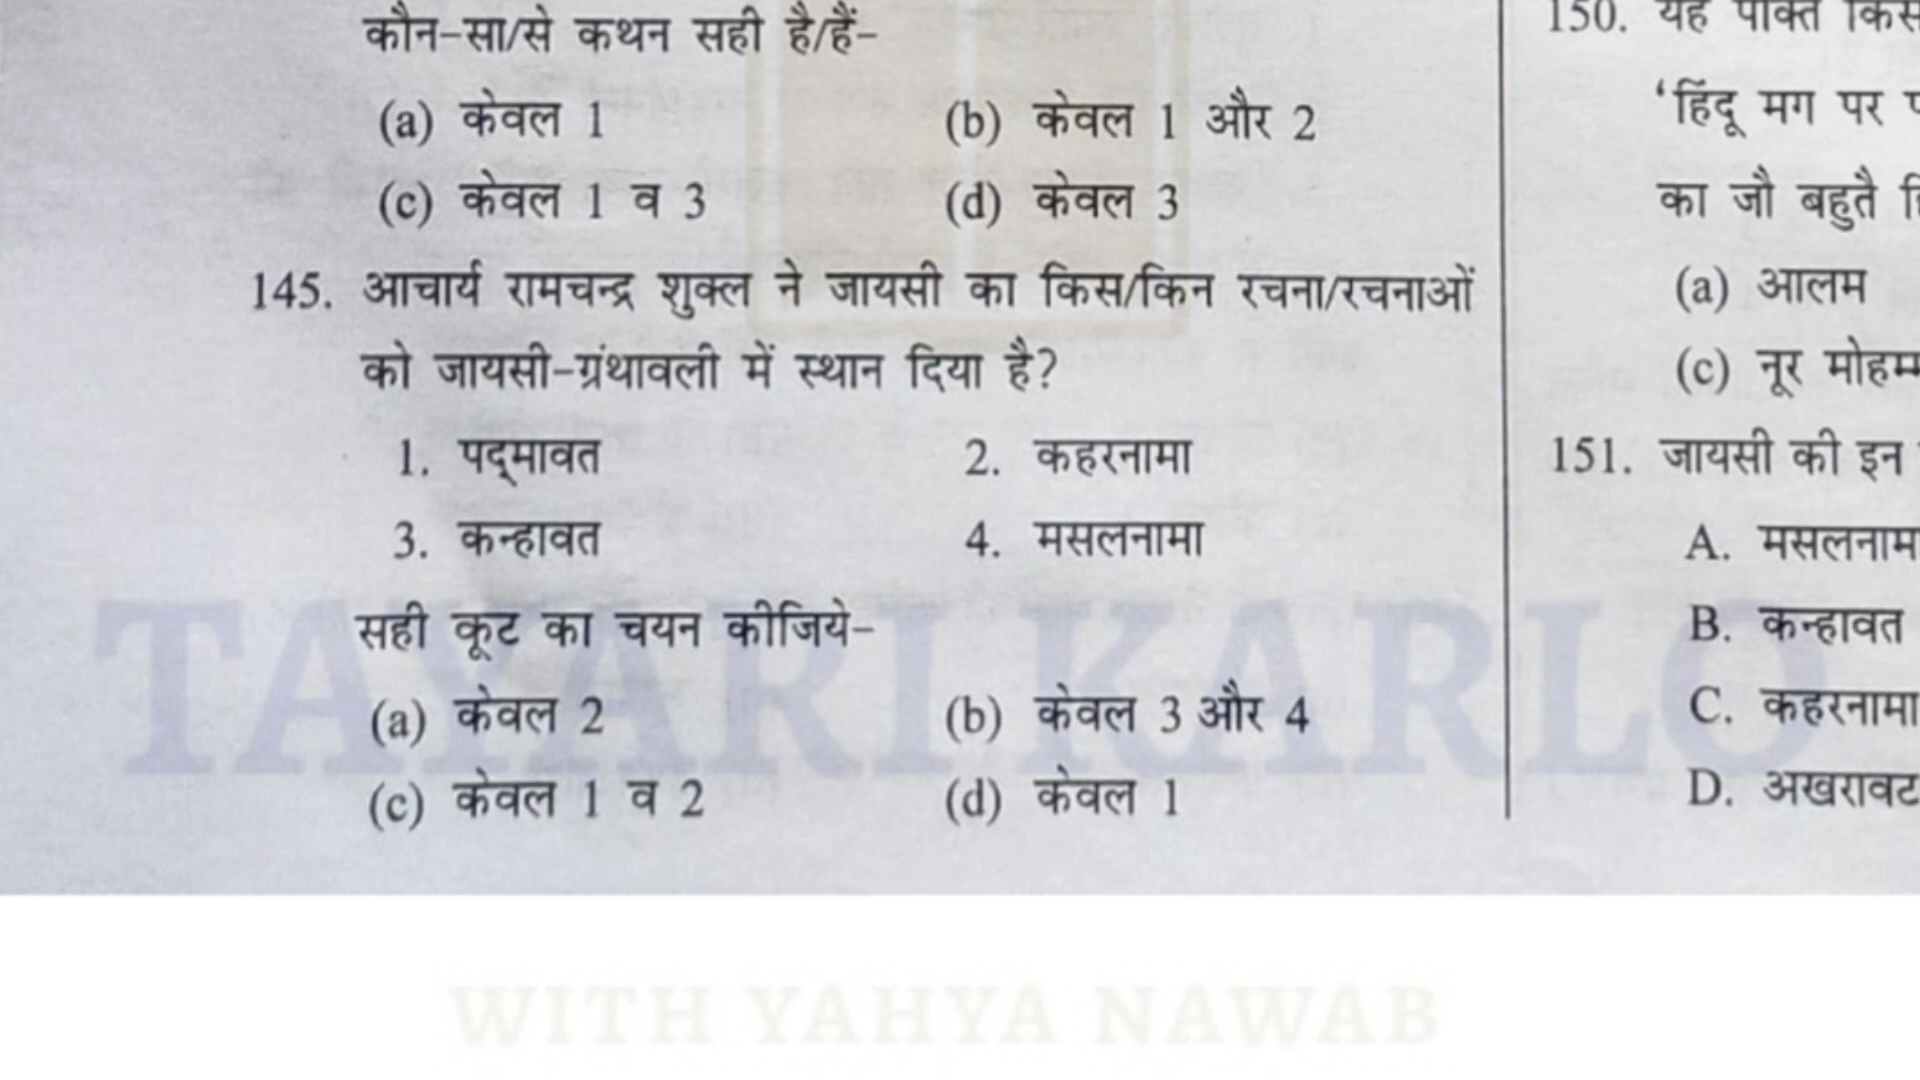 कौन-सा/से कथन सही है/हैं-
(a) केवल 1 (b) केवल 1 और 2
(c) केवल 1 व 3 (d) केवल 3
145. आचार्य रामचन्द्र शुक्ल ने जायसी का किस/किन रचना/रचनाओं
को जायसी-ग्रंथावली में स्थान दिया है?
1. पद्मावत 2. कहरनामा
3. कन्हावत 4. मसलनामा
सही कूट का चयन कीजिये-
(a) केवल 2 (b) केवल 3 और 4
(c) केवल 1 व 2 (d) केवल 1
150. यह
'हिंदू मग पर
का जौ बहुतै
(a) आलम
(c) नूर
151. जायसी की इन
A. मसलनाम
B. कन्हावत
C. कहरनामा
D. अखरावट
TAYARI KARLO
WITH YAHYA NAWAB